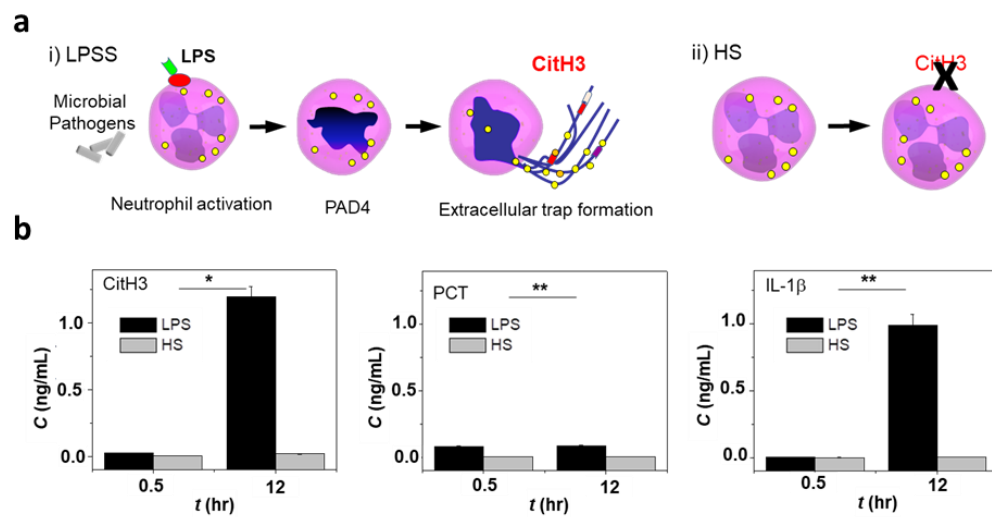 a
i) LPSS
LPS
Microbial
Pathogens
CitH3
Neutrophil activation
PAD4
Extracellular trap formation
ii) HS
CitH3
X
b
CitH3
*
LPS
HS
1.0
0.5
0.0
C (ng/mL)
0.5
12
t (hr)
PCT
**
LPS
HS
1.0
0.5
0.0
C (ng/mL)
0.5
12
t (hr)
IL-1β
**
LPS
HS
1.0
0.5
0.0
C (ng/mL)
0.5
12
t (hr)